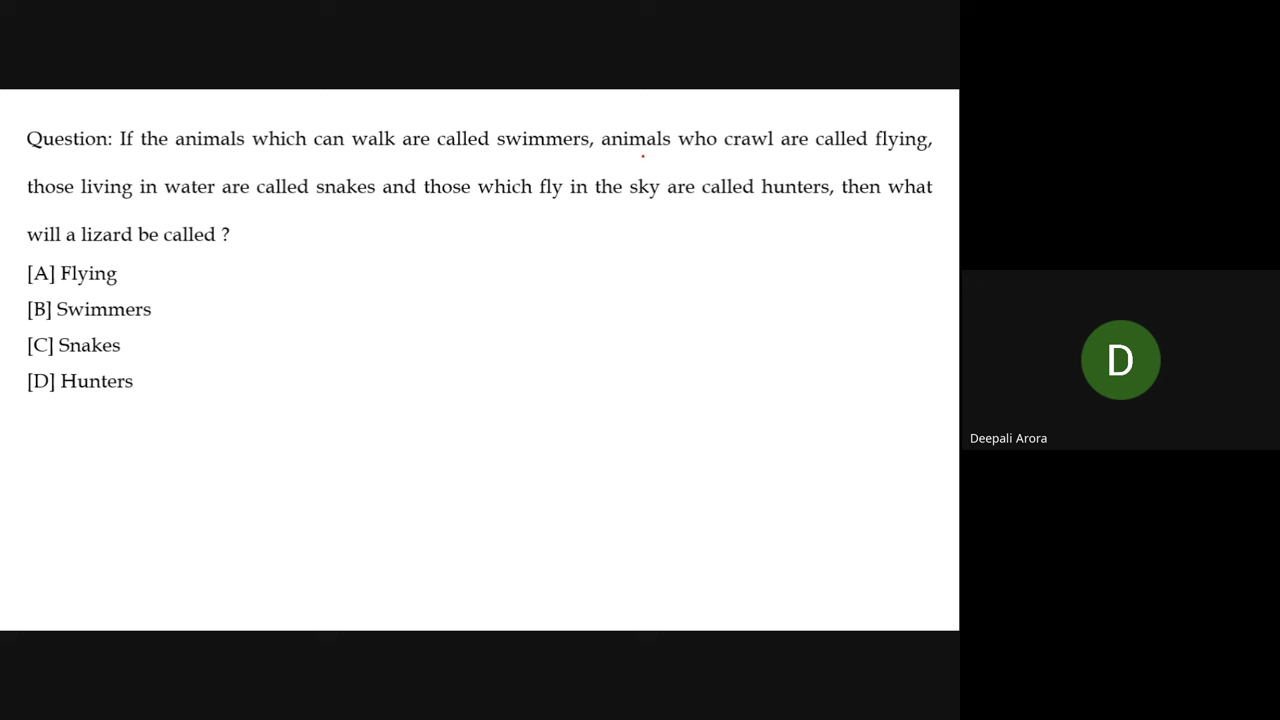 Question: If the animals which can walk are called swimmers, animals who crawl are called flying,
those living in water are called snakes and those which fly in the sky are called hunters, then what
will a lizard be called ?
[A] Flying
[B] Swimmers
[C] Snakes
[D] Hunters
D
Deepali Arora